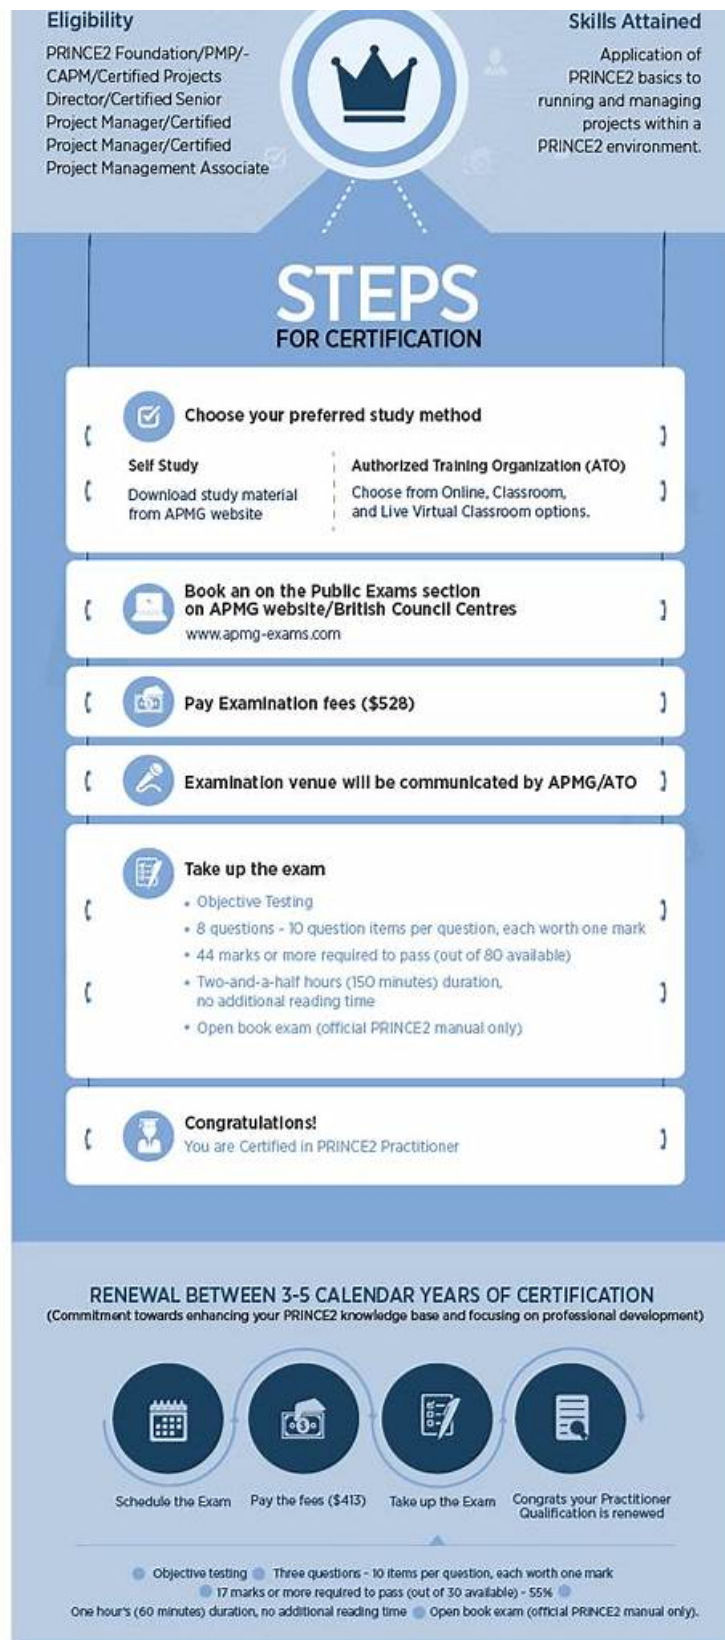 Eligibility
PRINCE2 Foundation/PMP/-
CAPM/Certified Projects
Director/Certified Senior
Project Manager/Certified
Project Manager/Certified
Project Management Associate
Skills Attained
Application of
PRINCE2 basics to
running and managing
projects within a
PRINCE2 environment.
STEPS
FOR CERTIFICATION
Choose your preferred study method
Self Study
Download study material
from APMG website
Authorized Training Organization (ATO)
Choose from Online, Classroom,
and Live Virtual Classroom options.
Book an on the Public Exams section
on APMG website/British Council Centres
www.apmg-exams.com
Pay Examination fees ($528)
Examination venue will be communicated by APMG/ATO
Take up the exam
• Objective Testing
• 8 questions - 10 question items per question, each worth one mark
• 44 marks or more required to pass (out of 80 available)
• Two-and-a-half hours (150 minutes) duration,
no additional reading time
• Open book exam (official PRINCE2 manual only)
Congratulations!
You are Certified in PRINCE2 Practitioner
RENEWAL BETWEEN 3-5 CALENDAR YEARS OF CERTIFICATION
(Commitment towards enhancing your PRINCE2 knowledge base and focusing on professional development)
Schedule the Exam
Pay the fees ($413)
Take up the Exam
Congrats your Practitioner
Qualification is renewed
Objective testing Three questions - 10 items per question, each worth one mark
17 marks or more required to pass (out of 30 available) - 55%
One hour's (60 minutes) duration, no additional reading time Open book exam (official PRINCE2 manual only).